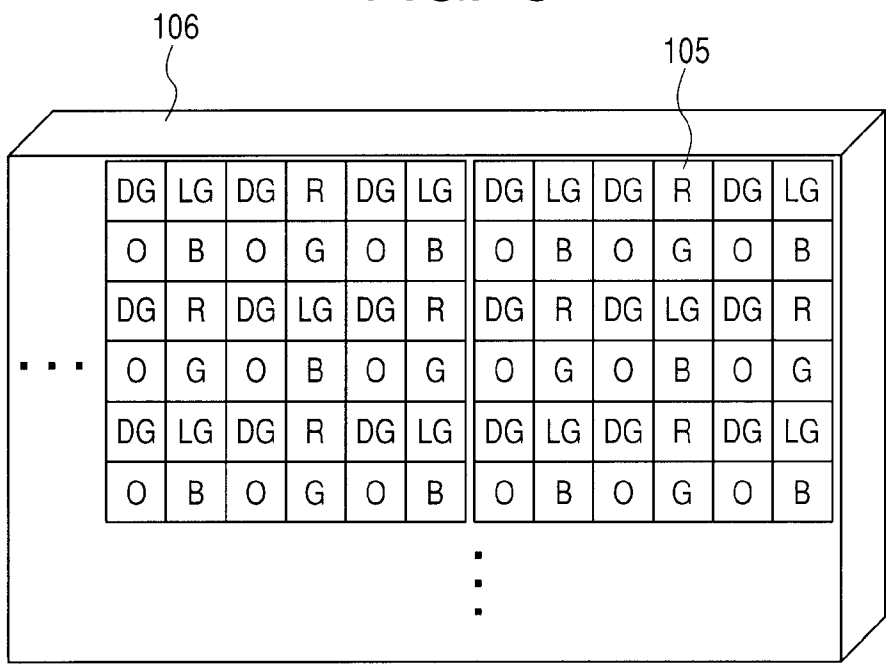 106
105
DG LG DG R DG LG DG LG DG R DG LG
O B O G O B O B O G O B
DG R DG LG DG R DG R DG LG DG R
O G O B O G O G O B O G
DG LG DG R DG LG DG LG DG R DG LG
O B O G O B O B O G O B